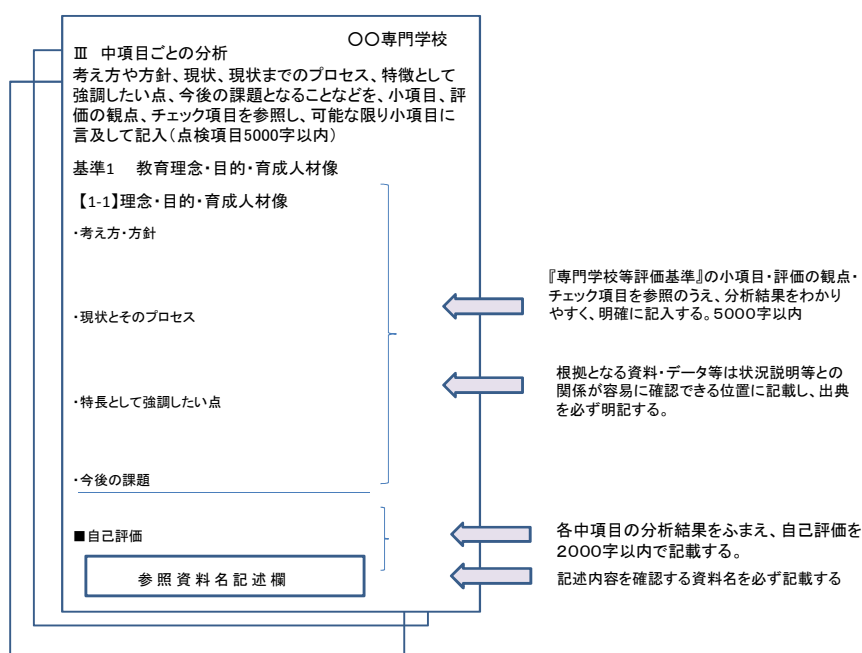 〇〇専門学校
Ⅲ 中項目ごとの分析
考え方や方針、現状、現状までのプロセス、特徴として
強調したい点、今後の課題となることなどを、小項目、評
価の観点、チェック項目を参照し、可能な限り小項目に
言及して記入(点検項目5000字以内)
基準1 教育理念・目的・育成人材像
【1-1】理念・目的・育成人材像
・考え方・方針
・現状とそのプロセス
・特長として強調したい点
・今後の課題
■自己評価
参照資料名記述欄
『専門学校等評価基準』の小項目・評価の観点・
チェック項目を参照のうえ、分析結果をわかり
やすく、明確に記入する。5000字以内
根拠となる資料・データ等は状況説明等との
関係が容易に確認できる位置に記載し、出典
を必ず明記する。
各中項目の分析結果をふまえ、自己評価を
2000字以内で記載する。
記述内容を確認する資料名を必ず記載する